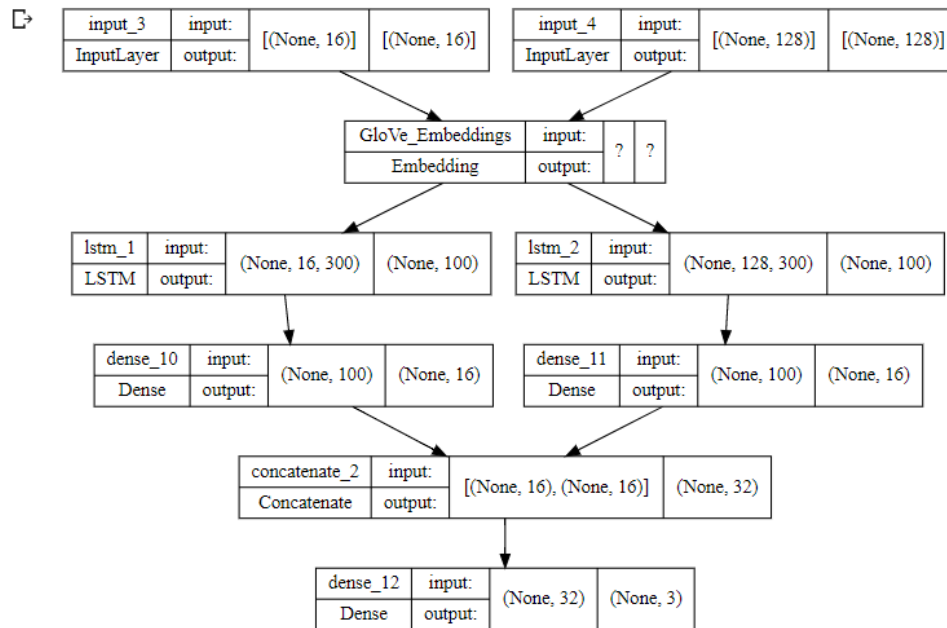 input_3 input: [(None, 16)] [(None, 16)]
InputLayer output:
input_4 input: [(None, 128)] [(None, 128)]
InputLayer output:
GloVe_Embeddings input: ? ?
Embedding output:
lstm_1 input: (None, 16, 300) (None, 100)
LSTM output:
lstm_2 input: (None, 128, 300) (None, 100)
LSTM output:
dense_10 input: (None, 100) (None, 16)
Dense output:
dense_11 input: (None, 100) (None, 16)
Dense output:
concatenate_2 input: [(None, 16), (None, 16)] (None, 32)
Concatenate output:
dense_12 input: (None, 32) (None, 3)
Dense output: